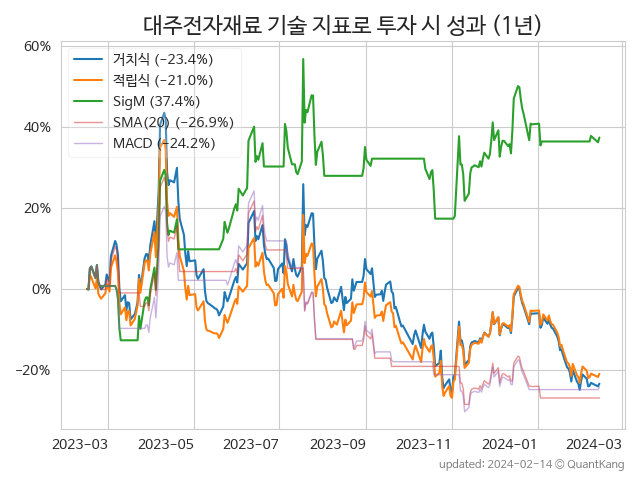 대주전자재료 기술 지표로 투자 시 성과 (1년)
60%
40%
20%
0%
−20%
거치식 (−23.4%)
적립식 (−21.0%)
SigM (37.4%)
SMA(20) (−26.9%)
MACD (−24.2%)
2023-03 2023-05 2023-07 2023-09 2023-11 2024-01 2024-03
updated: 2024-02-14 © QuantKang